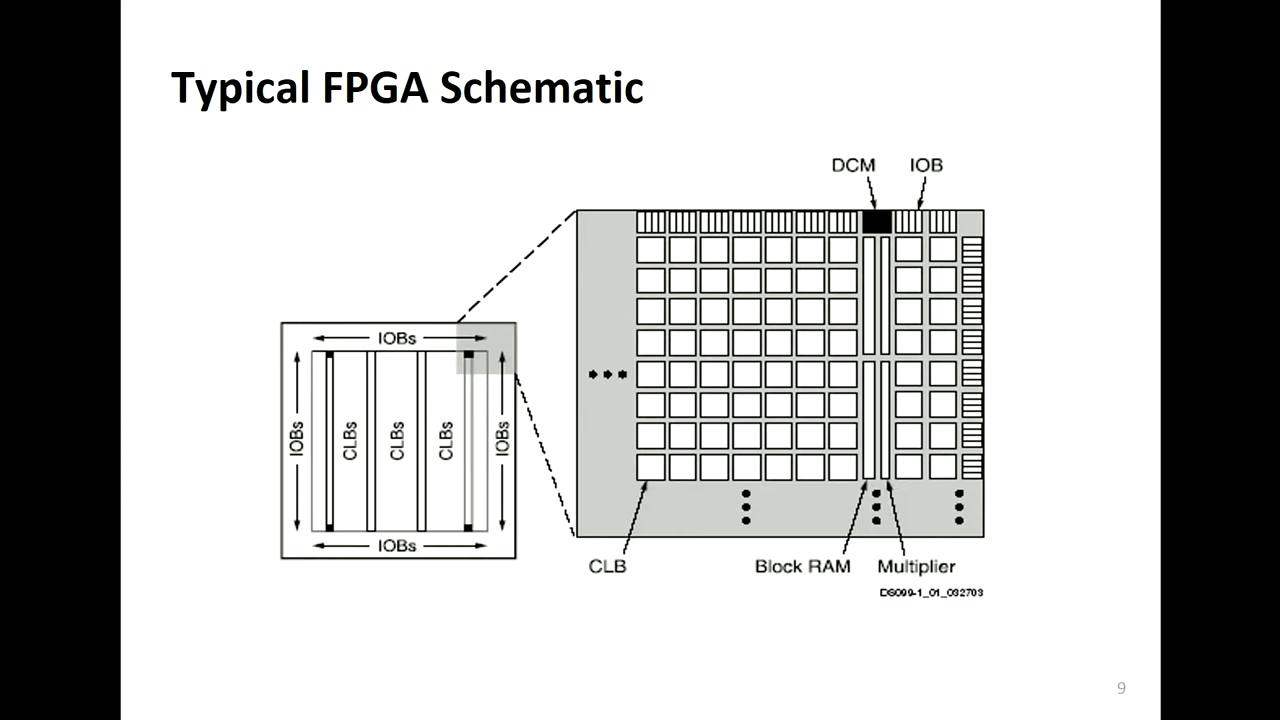 Typical FPGA Schematic
DCM
IOB
IOBs
IOBs
CLBs
CLBs
CLBs
IOBs
IOBs
CLB
Block RAM
Multiplier
DS099-1_01_032703
9